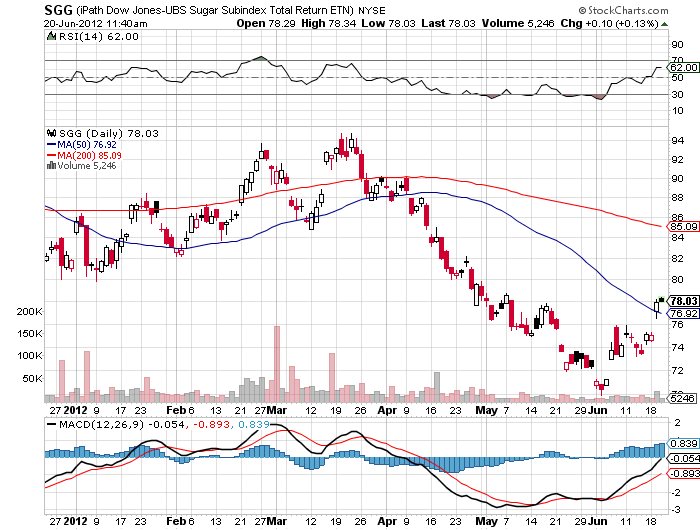 SGG (iPath Dow Jones-UBS Sugar Subindex Total Return ETN) NYSE © StockCharts.com
20-Jun-2012 11:40am Open 78.29 High 78.34 Low 78.03 Last 78.03 Volume 5,246 Chg +0.10 (+0.13%)
RSI(14) 62.00
90
70
62.00
50
30
10
SGG (Daily) 78.03
MA(50) 76.92
MA(200) 85.09
Volume 5,246
94
92
90
88
86
85.09
84
82
80
78.03
76.92
76
74
72
200K
150K
100K
50K
5246
27 2012 9 17 23 Feb 6 13 21 27 Mar 12 19 26 Apr 9 16 23 May 7 14 21 29 Jun 11 18
MACD(12,26,9) -0.054, -0.893, 0.839
2
1
0.839
-0.054
-0.893
-2
-3
27 2012 9 17 23 Feb 6 13 21 27 Mar 12 19 26 Apr 9 16 23 May 7 14 21 29 Jun 11 18